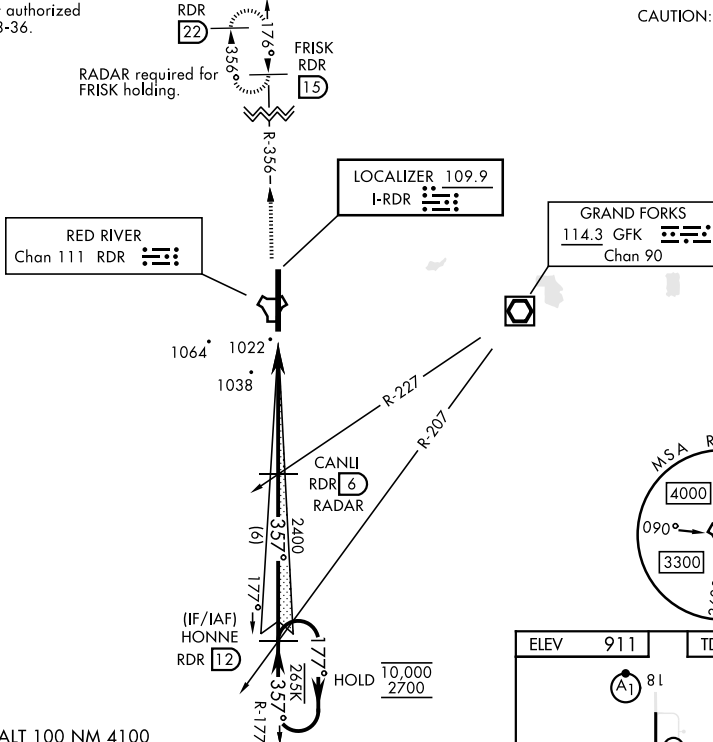 authorized
-36.
CAUTION:
RDR
22
176°
356°
FRISK
RDR
15
RADAR required for
FRISK holding.
R-356
LOCALIZER 109.9
I-RDR
RED RIVER
Chan 111 RDR
GRAND FORKS
114.3 GFK
Chan 90
1064
1022
1038
R-227
R-207
CANLI
RDR 6
RADAR
MSA R
4000
090°
3300
2400
357°
(6)
177°
(IF/IAF)
HONNE
RDR 12
177°
265K
357°
HOLD 10,000
2700
R-177
ELEV 911
A1
18
ALT 100 NM 4100